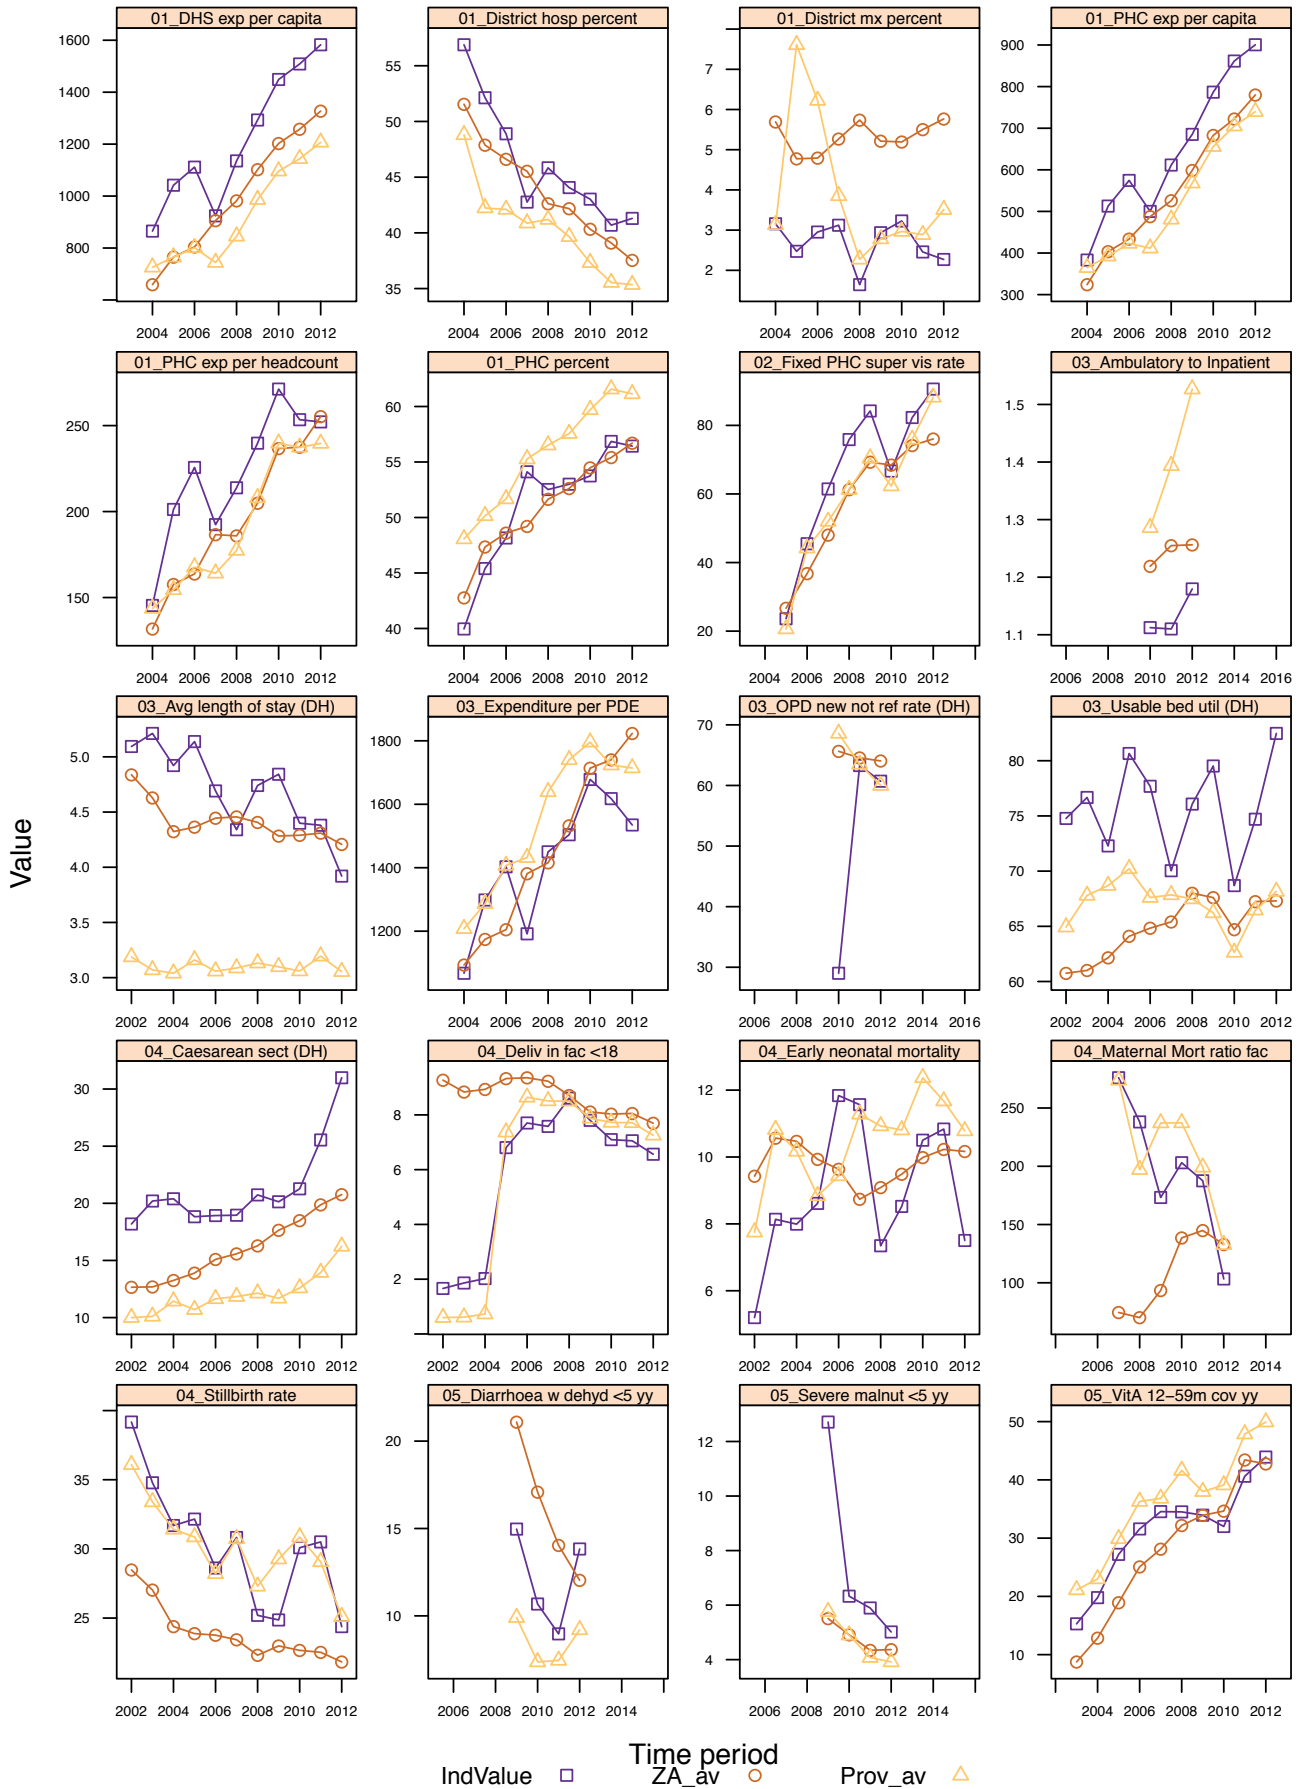 01_DHS exp per capita
1600
1400
1200
1000
800
2004 2006 2008 2010 2012
01_District hosp percent
55
50
45
40
35
2004 2006 2008 2010 2012
01_District mx percent
7
6
5
4
3
2
2004 2006 2008 2010 2012
01_PHC exp per capita
900
800
700
600
500
400
300
2004 2006 2008 2010 2012
01_PHC exp per headcount
250
200
150
2004 2006 2008 2010 2012
01_PHC percent
60
55
50
45
40
2004 2006 2008 2010 2012
02_Fixed PHC super vis rate
80
60
40
20
2004 2006 2008 2010 2012
03_Ambulatory to Inpatient
1.5
1.4
1.3
1.2
1.1
2006 2008 2010 2012 2014 2016
03_Avg length of stay (DH)
5.0
4.5
4.0
3.5
3.0
2002 2004 2006 2008 2010 2012
03_Expenditure per PDE
1800
1600
1400
1200
2004 2006 2008 2010 2012
03_OPD new not ref rate (DH)
70
60
50
40
30
2006 2008 2010 2012 2014 2016
03_Usable bed util (DH)
80
75
70
65
60
2002 2004 2006 2008 2010 2012
04_Caesarean sect (DH)
30
25
20
15
10
2002 2004 2006 2008 2010 2012
04_Deliv in fac <18
8
6
4
2
2002 2004 2006 2008 2010 2012
04_Early neonatal mortality
12
10
8
6
2002 2004 2006 2008 2010 2012
04_Maternal Mort ratio fac
250
200
150
100
2006 2008 2010 2012 2014
04_Stillbirth rate
35
30
25
2002 2004 2006 2008 2010 2012
05_Diarrhoea w dehyd <5 yy
20
15
10
2006 2008 2010 2012 2014
05_Severe malnut <5 yy
12
10
8
6
4
2006 2008 2010 2012 2014
05_VitA 12−59m cov yy
50
40
30
20
10
2004 2006 2008 2010 2012
Value
Time period
IndValue ZA_av Prov_av